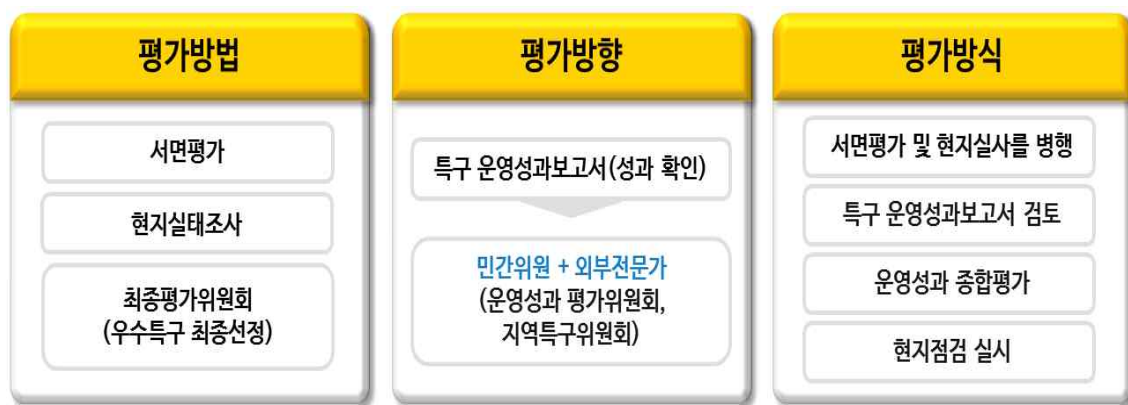 평가방법
서면평가
현지실태조사
최종평가위원회
(우수특구 최종선정)
평가방향
특구 운영성과보고서(성과 확인)
민간위원 + 외부전문가
(운영성과 평가위원회,
지역특구위원회)
평가방식
서면평가 및 현지실사를 병행
특구 운영성과보고서 검토
운영성과 종합평가
현지점검 실시